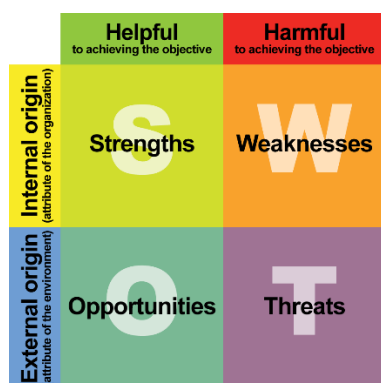 Helpful
to achieving the objective
Harmful
to achieving the objective
Internal origin
(attribute of the organization)
S
Strengths
W
Weaknesses
External origin
(attribute of the environment)
O
Opportunities
T
Threats